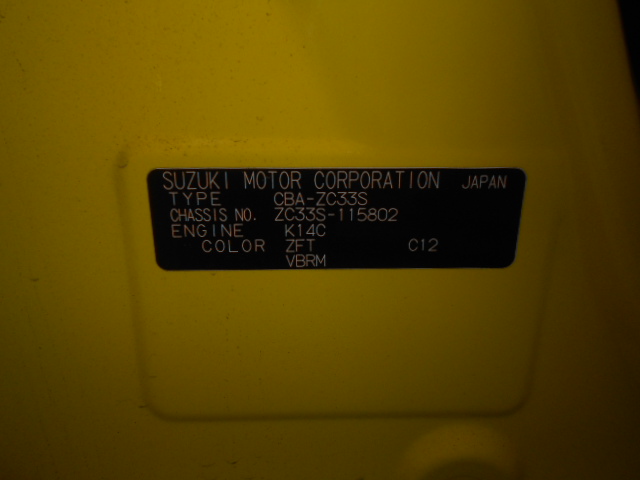 SUZUKI MOTOR CORPORATION JAPAN
TYPE CBA-ZC33S
CHASSIS NO. ZC33S-115802
ENGINE K14C
COLOR ZFT C12
VBRM